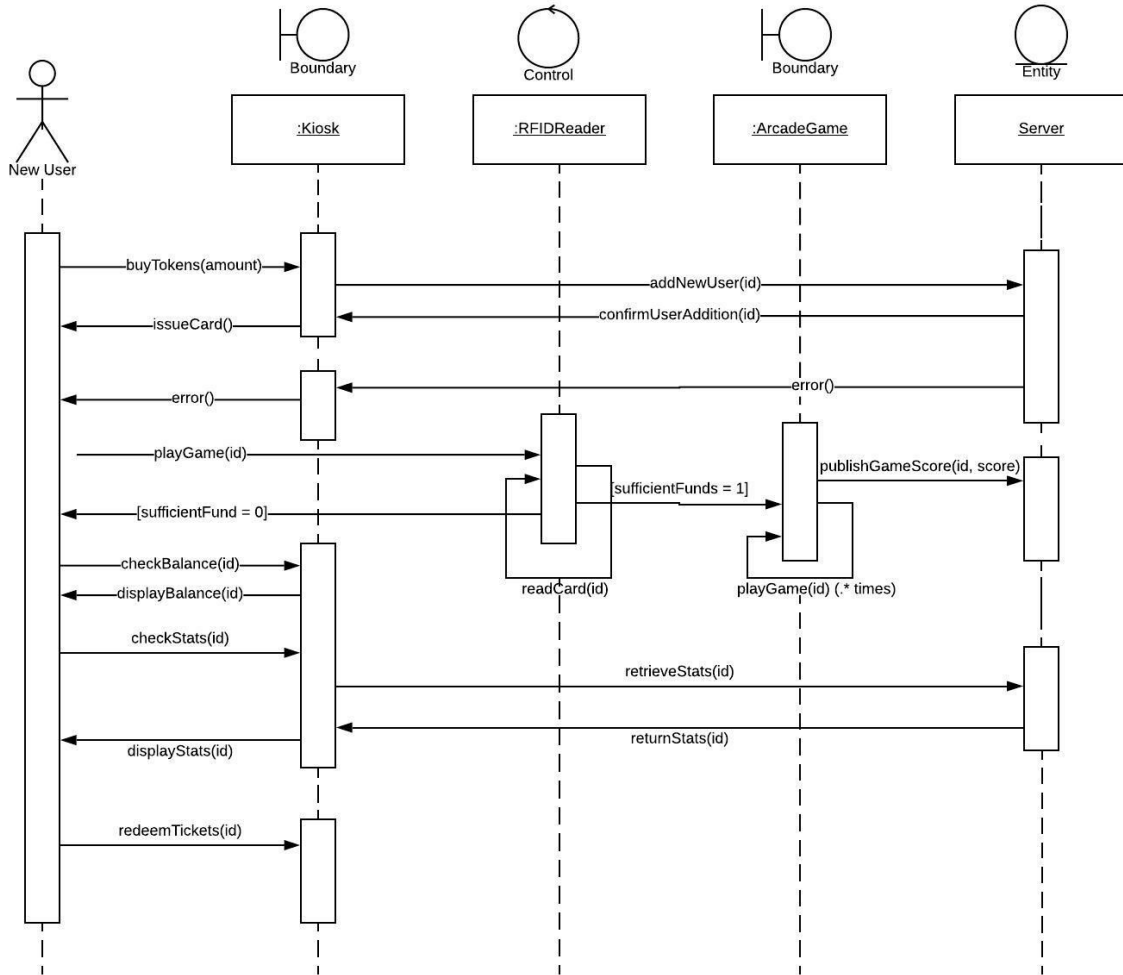 Boundary
Control
Boundary
Entity
:Kiosk
:RFIDReader
:ArcadeGame
Server
New User
buyTokens(amount)
addNewUser(id)
confirmUserAddition(id)
issueCard()
error()
error()
playGame(id)
publishGameScore(id, score)
[sufficientFunds = 1]
[sufficientFund = 0]
checkBalance(id)
readCard(id)
playGame(id) (.* times)
displayBalance(id)
checkStats(id)
retrieveStats(id)
returnStats(id)
displayStats(id)
redeemTickets(id)